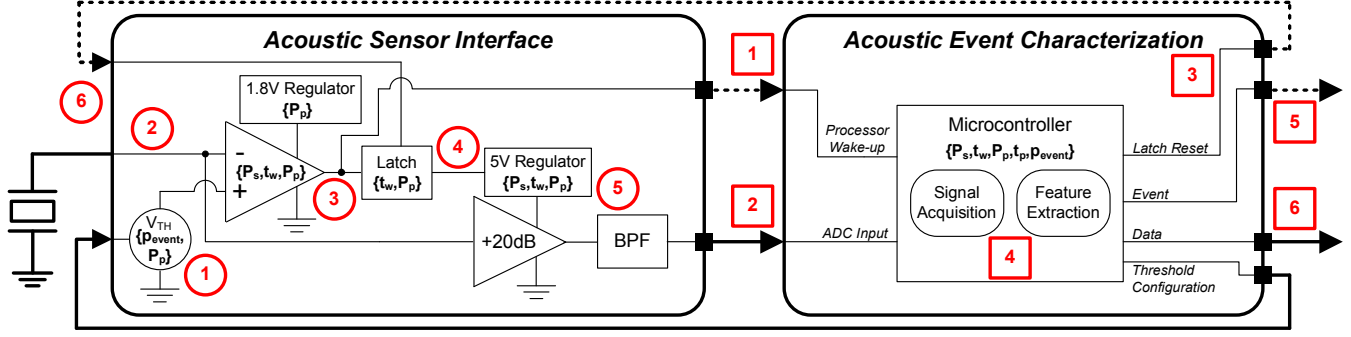 Acoustic Sensor Interface
Acoustic Event Characterization
1
3
6
1.8V Regulator
{Pp}
2
5
Microcontroller
{Ps,tw,Pp,tp,pevent}
Processor
Wake-up
Latch Reset
-
{Ps,tw,Pp}
+
4
Latch
{tw,Pp}
5V Regulator
{Ps,tw,Pp}
3
5
Signal
Acquisition
Feature
Extraction
Event
2
6
VTH
{pevent,
Pp}
+20dB
BPF
ADC Input
Data
4
1
Threshold
Configuration